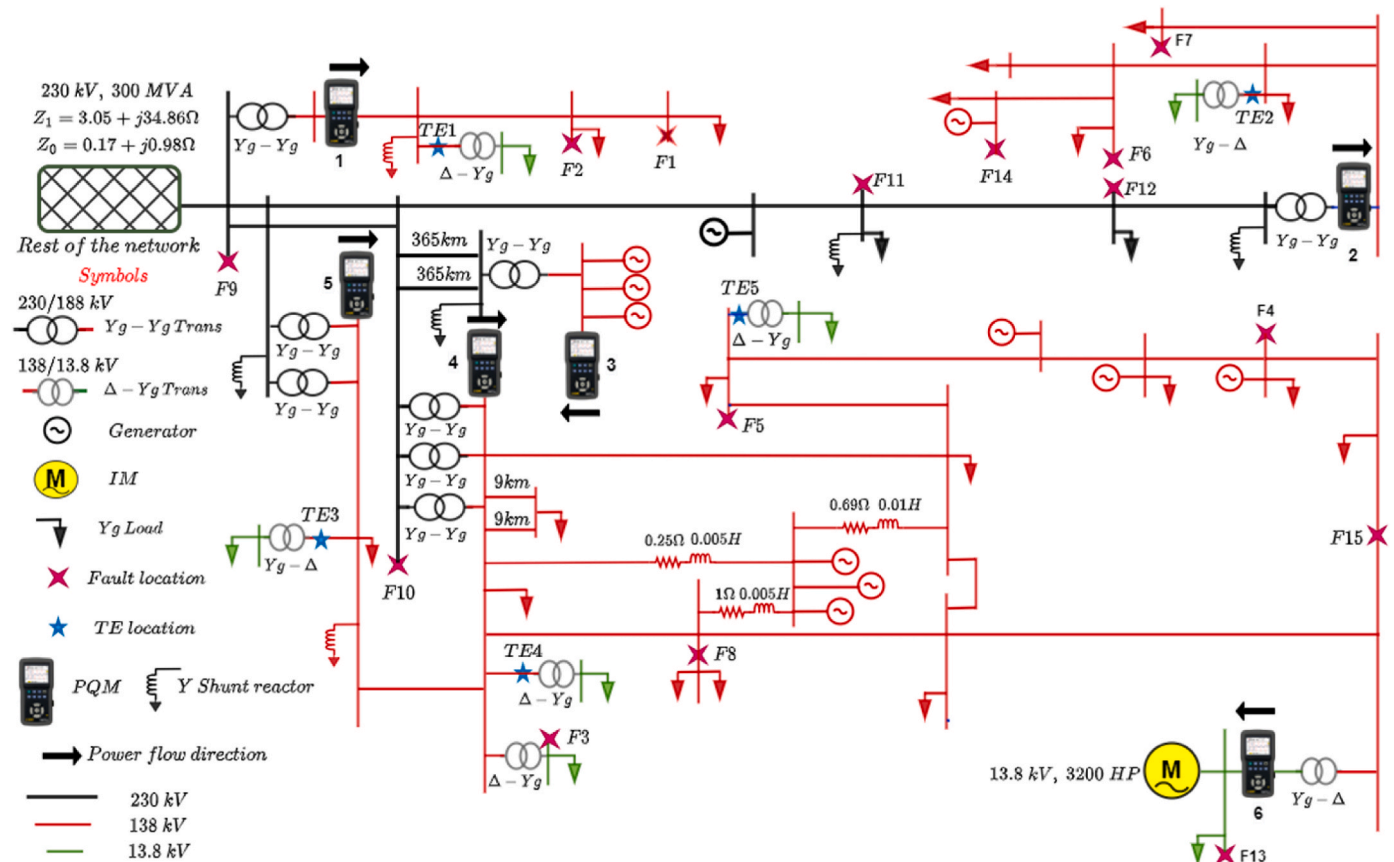 230 kV, 300 MVA
Z1 = 3.05 + j34.86Ω
Z0 = 0.17 + j0.98Ω
Rest of the network
Symbols
230/188 kV
Yg − Yg Trans
138/13.8 kV
Δ − Yg Trans
Generator
M
IM
Yg Load
Fault location
TE location
PQM
Y Shunt reactor
Power flow direction
230 kV
138 kV
13.8 kV
Yg − Yg
1
TE1
Δ − Yg
F2
F1
F9
5
Yg − Yg
Yg − Yg
365km
365km
Yg − Yg
4
3
Yg − Yg
Yg − Yg
Yg − Yg
9km
9km
F10
TE3
Yg − Δ
TE4
Δ − Yg
F3
Δ − Yg
0.25Ω 0.005H
0.69Ω 0.01H
1Ω 0.005H
F8
F7
TE2
Yg − Δ
F14
F6
F12
F11
Yg − Yg
2
TE5
Δ − Yg
F5
F4
F15
13.8 kV, 3200 HP
M
6
Yg − Δ
F13